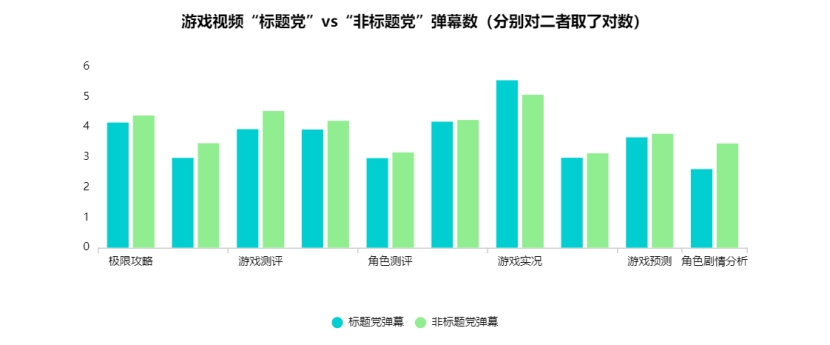 游戏视频“标题党”vs“非标题党”弹幕数（分别对二者取了对数）
6
5
4
3
2
1
0
极限攻略 游戏测评 角色测评 游戏实况 游戏预测 角色剧情分析
标题党弹幕 非标题党弹幕